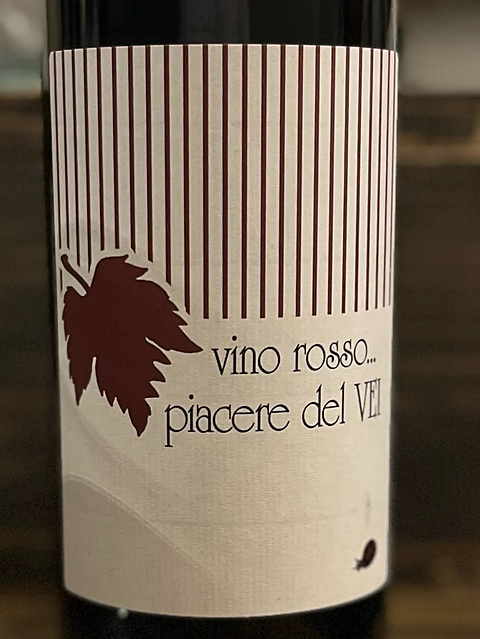 vino rosso...
piacere del VEI